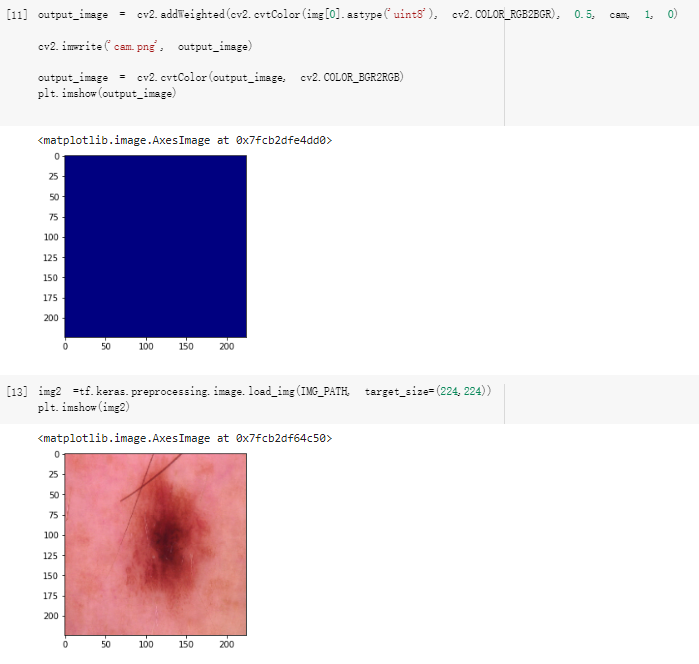 [11] output_image = cv2.addWeighted(cv2.cvtColor(img[0].astype('uint8'), cv2.COLOR_RGB2BGR), 0.5, cam, 1, 0)
cv2.imwrite('cam.png', output_image)
output_image = cv2.cvtColor(output_image, cv2.COLOR_BGR2RGB)
plt.imshow(output_image)
<matplotlib.image.AxesImage at 0x7fcb2dfe4dd0>
0
25
50
75
100
125
150
175
200
0 50 100 150 200
[13] img2 =tf.keras.preprocessing.image.load_img(IMG_PATH, target_size=(224,224))
plt.imshow(img2)
<matplotlib.image.AxesImage at 0x7fcb2df64c50>
0
25
50
75
100
125
150
175
200
0 50 100 150 200